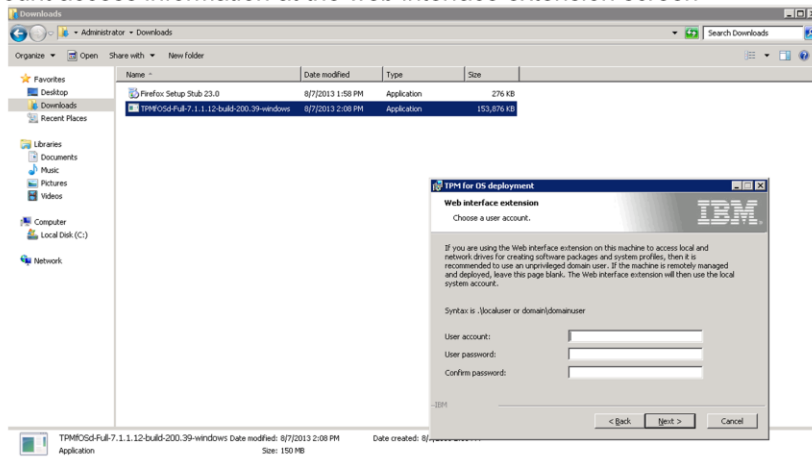 Downloads
Administrator
Downloads
Search Downloads
Organize
Open
Share with
New folder
Name
Date modified
Type
Size
Favorites
Desktop
Downloads
Recent Places
Libraries
Documents
Music
Pictures
Videos
Computer
Local Disk (C:)
Network
Firefox Setup Stub 23.0 8/7/2013 1:58 PM Application 276 KB
TPMfOSd-Full-7.1.1.12-build-200.39-windows 8/7/2013 2:08 PM Application 153,876 KB
TPM for OS deployment
Web interface extension
Choose a user account.
IBM
If you are using the Web interface extension on this machine to access local and
network drives for creating software packages and system profiles, then it is
recommended to use an unprivileged domain user. If the machine is remotely managed
and deployed, leave this page blank. The Web interface extension will then use the local
system account.
Syntax is .\localuser or domain\domainuser
User account:
User password:
Confirm password:
IBM
< Back
Next >
Cancel
TPMfOSd-Full-7.1.1.12-build-200.39-windows Date modified: 8/7/2013 2:08 PM Date created:
Application Size: 150 MB